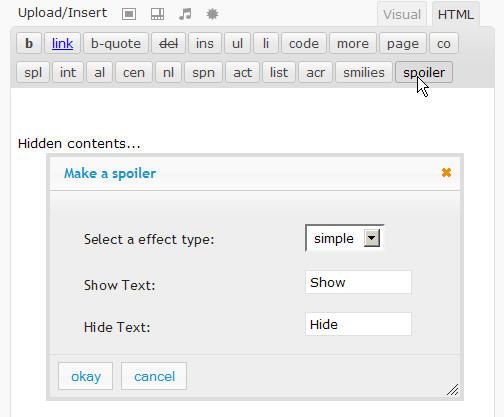 Upload/Insert Visual HTML
b link b-quote del ins ul li code more page co
spl int al cen nl spn act list acr smilies spoiler
Hidden contents...
Make a spoiler
Select a effect type: simple
Show Text: Show
Hide Text: Hide
okay cancel